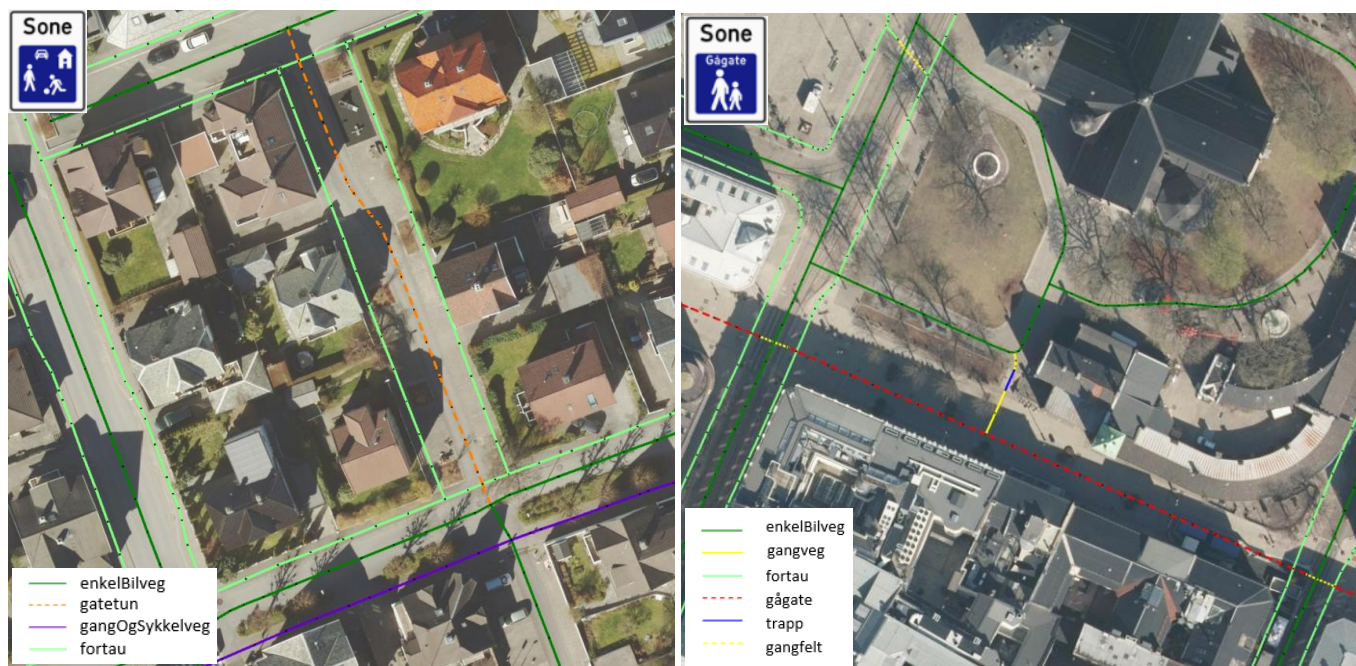 Sone
enkelBilveg
gatetun
gangOgSykkelveg
fortau
Sone
Gågate
enkelBilveg
gangveg
fortau
gågate
trapp
gangfelt